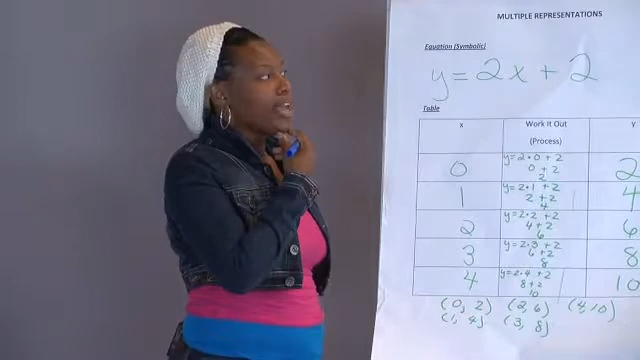 MULTIPLE REPRESENTATIONS
Equation (Symbolic)
y = 2x + 2
Table
x Work It Out (Process) y
0 y=2·0+2 2
0+2
2
1 y=2·1+2 4
2+2
4
2 y=2·2+2 6
4+2
6
3 y=2·3+2 8
6+2
8
4 y=2·4+2 10
8+2
10
(0, 2) (2, 6) (4, 10)
(1, 4) (3, 8)